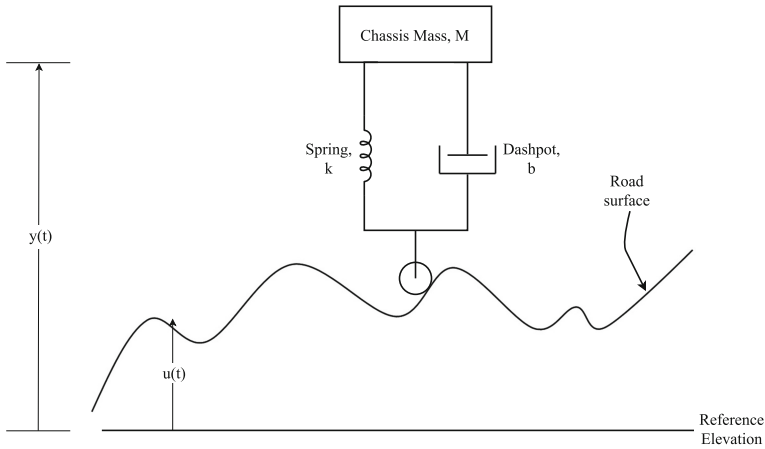 Chassis Mass, M
Spring,
k
Dashpot,
b
Road
surface
y(t)
u(t)
Reference
Elevation